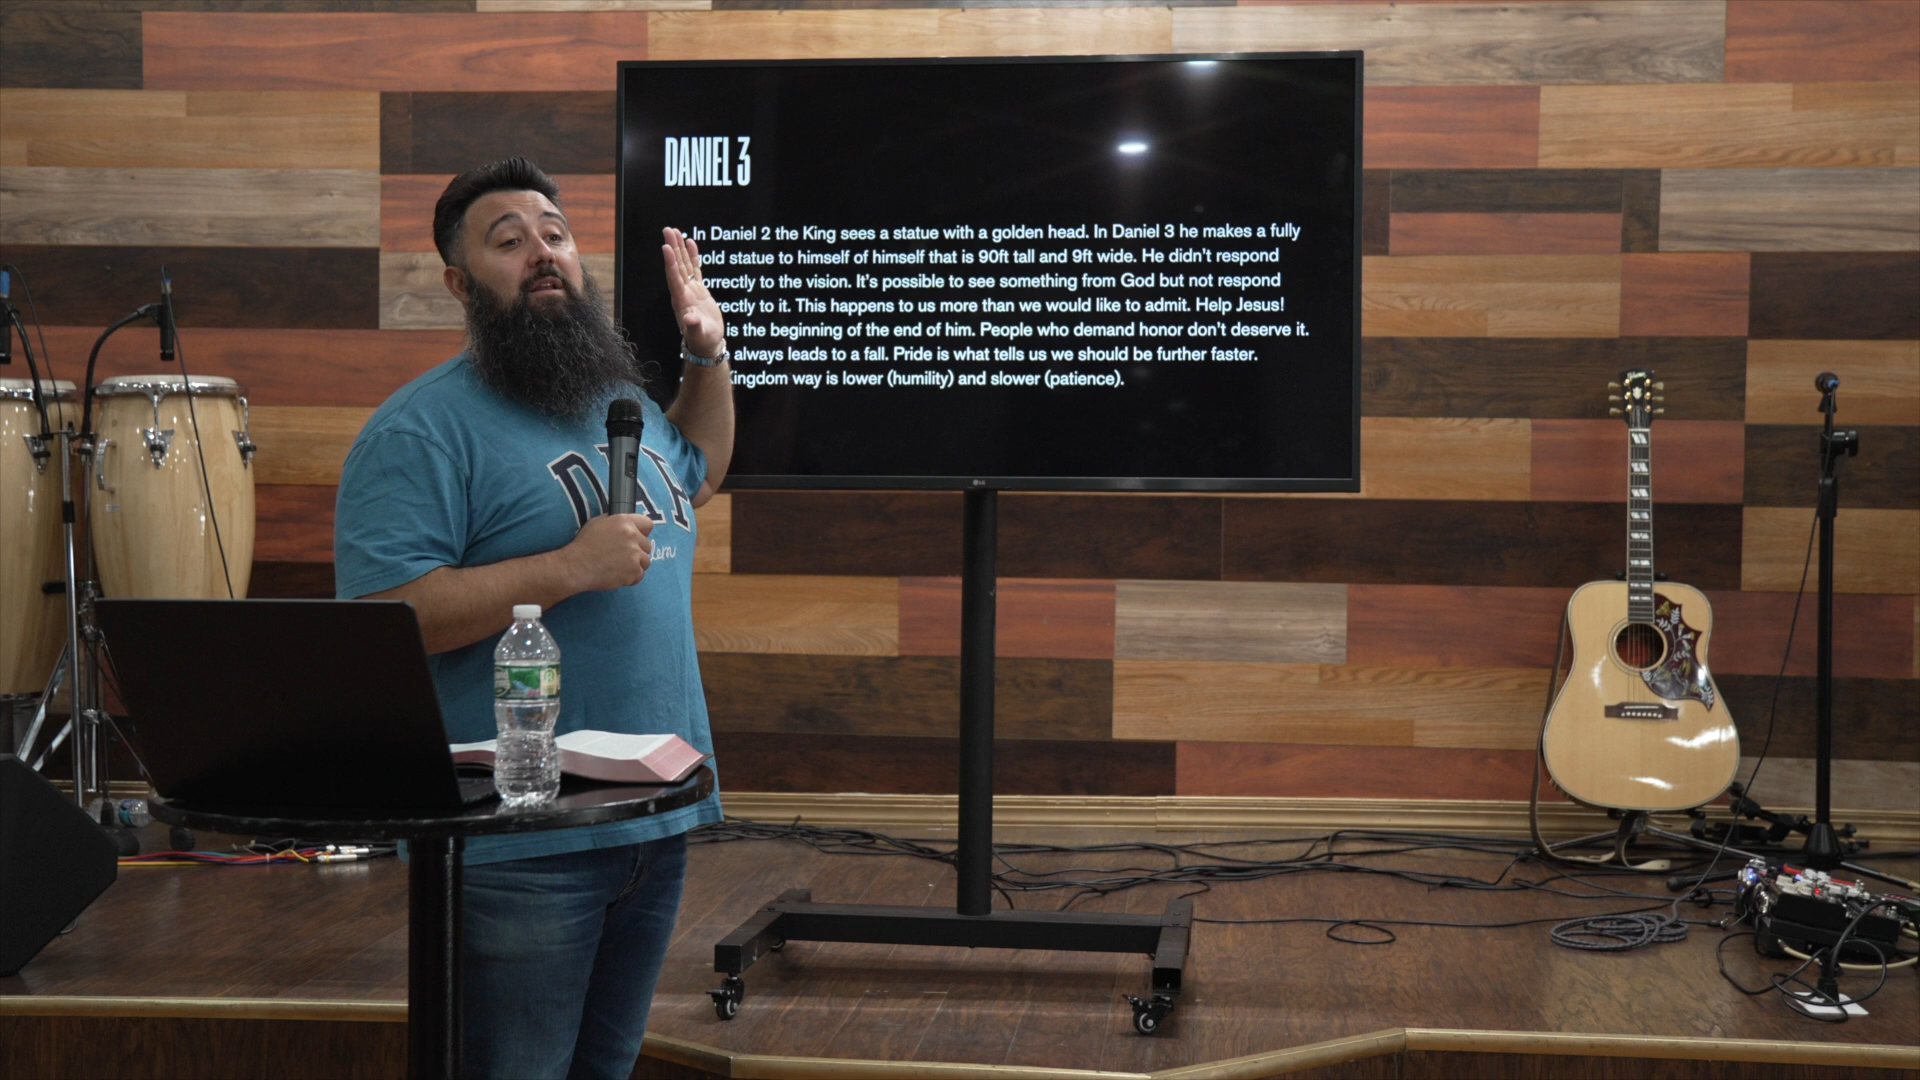 DANIEL 3
• In Daniel 2 the King sees a statue with a golden head. In Daniel 3 he makes a fully
gold statue to himself of himself that is 90ft tall and 9ft wide. He didn't respond
correctly to the vision. It's possible to see something from God but not respond
correctly to it. This happens to us more than we would like to admit. Help Jesus!
is the beginning of the end of him. People who demand honor don't deserve it.
always leads to a fall. Pride is what tells us we should be further faster.
Kingdom way is lower (humility) and slower (patience).
LG